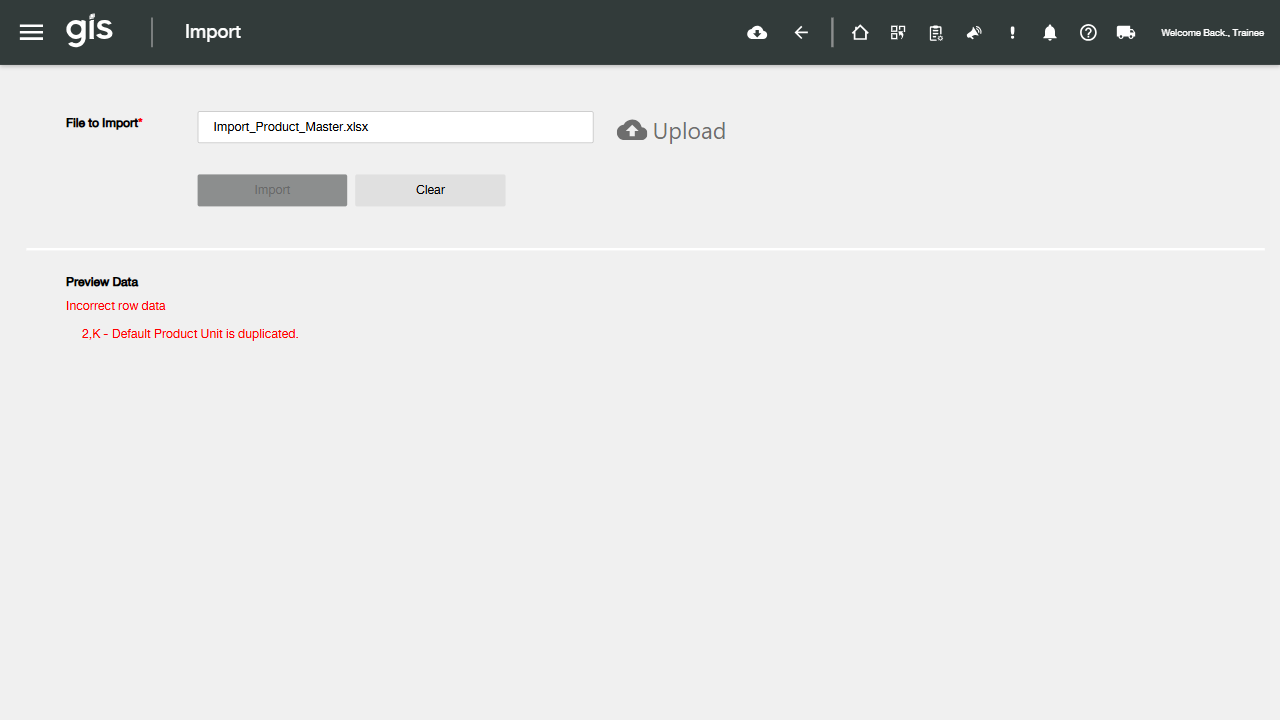 gis
Import
Welcome Back., Trainee
File to Import*
Import_Product_Master.xlsx
Upload
Import
Clear
Preview Data
Incorrect row data
2,K - Default Product Unit is duplicated.